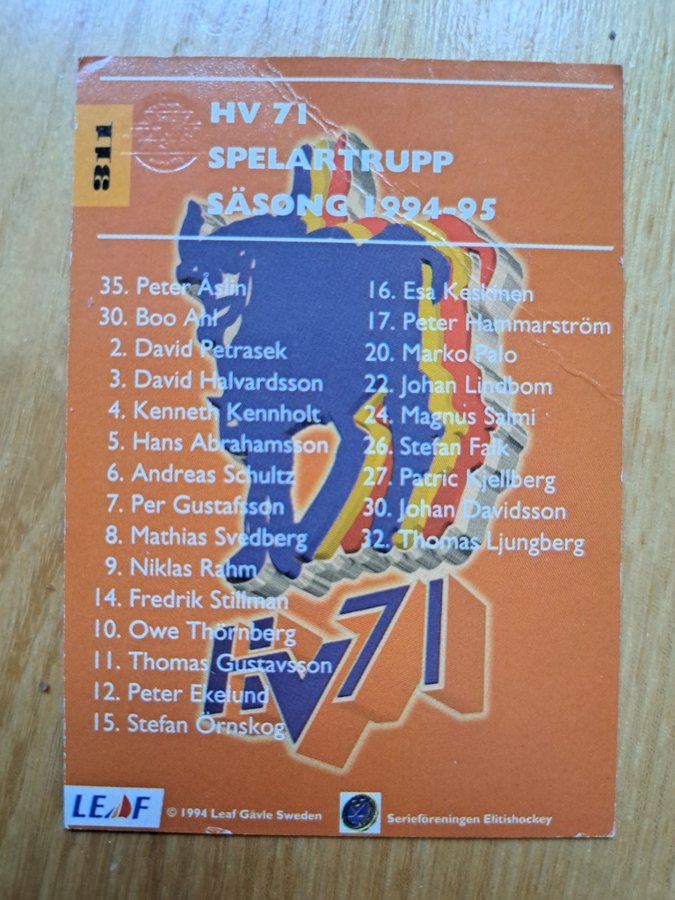 311
HV 71
SPELARTRUPP
SÄSONG 1994-95
35. Peter Åslin
30. Boo Ahl
2. David Petrasek
3. David Halvardsson
4. Kenneth Kennholt
5. Hans Abrahamsson
6. Andreas Schultz
7. Per Gustafsson
8. Mathias Svedberg
9. Niklas Rahm
14. Fredrik Stillman
10. Owe Thörnberg
11. Thomas Gustavsson
12. Peter Ekelund
15. Stefan Örnskog
16. Esa Keskinen
17. Peter Hammarström
20. Marko Palo
22. Johan Lindbom
24. Magnus Salmi
26. Stefan Falk
27. Patric Kjellberg
30. Johan Davidsson
32. Thomas Ljungberg
HV 71
LEAF
© 1994 Leaf Gävle Sweden
Serieföreningen Elitishockey